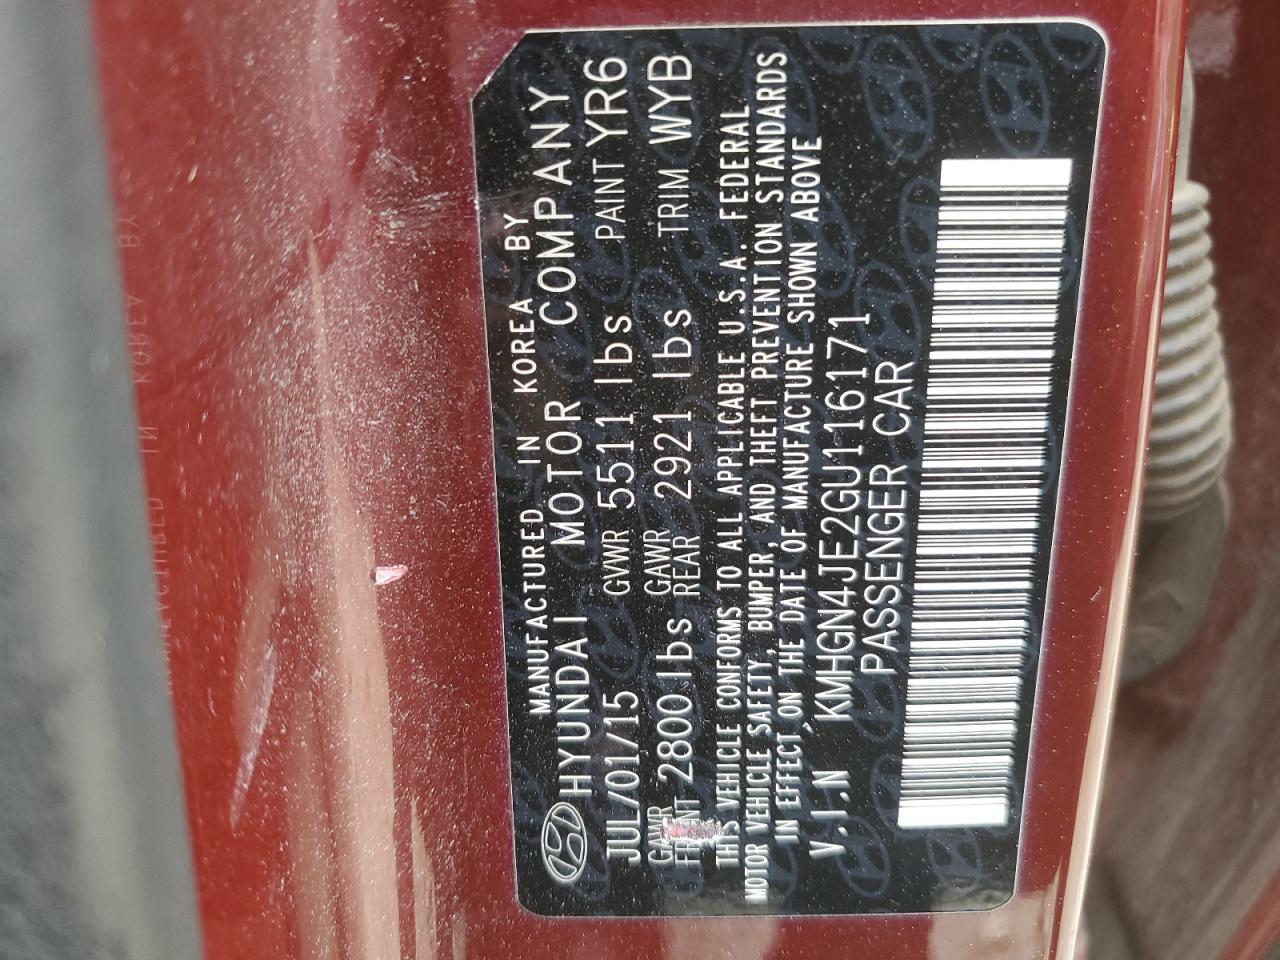 MANUFACTURED IN KOREA BY
HYUNDAI MOTOR COMPANY
JUL/01/15 GVWR 5511 lbs PAINT YR6
GAWR FRONT 2800 lbs GAWR REAR 2921 lbs TRIM WYB
THIS VEHICLE CONFORMS TO ALL APPLICABLE U.S.A. FEDERAL
MOTOR VEHICLE SAFETY, BUMPER, AND THEFT PREVENTION STANDARDS
IN EFFECT ON THE DATE OF MANUFACTURE SHOWN ABOVE
V.I.N KMHGN4JE2GU116171
PASSENGER CAR